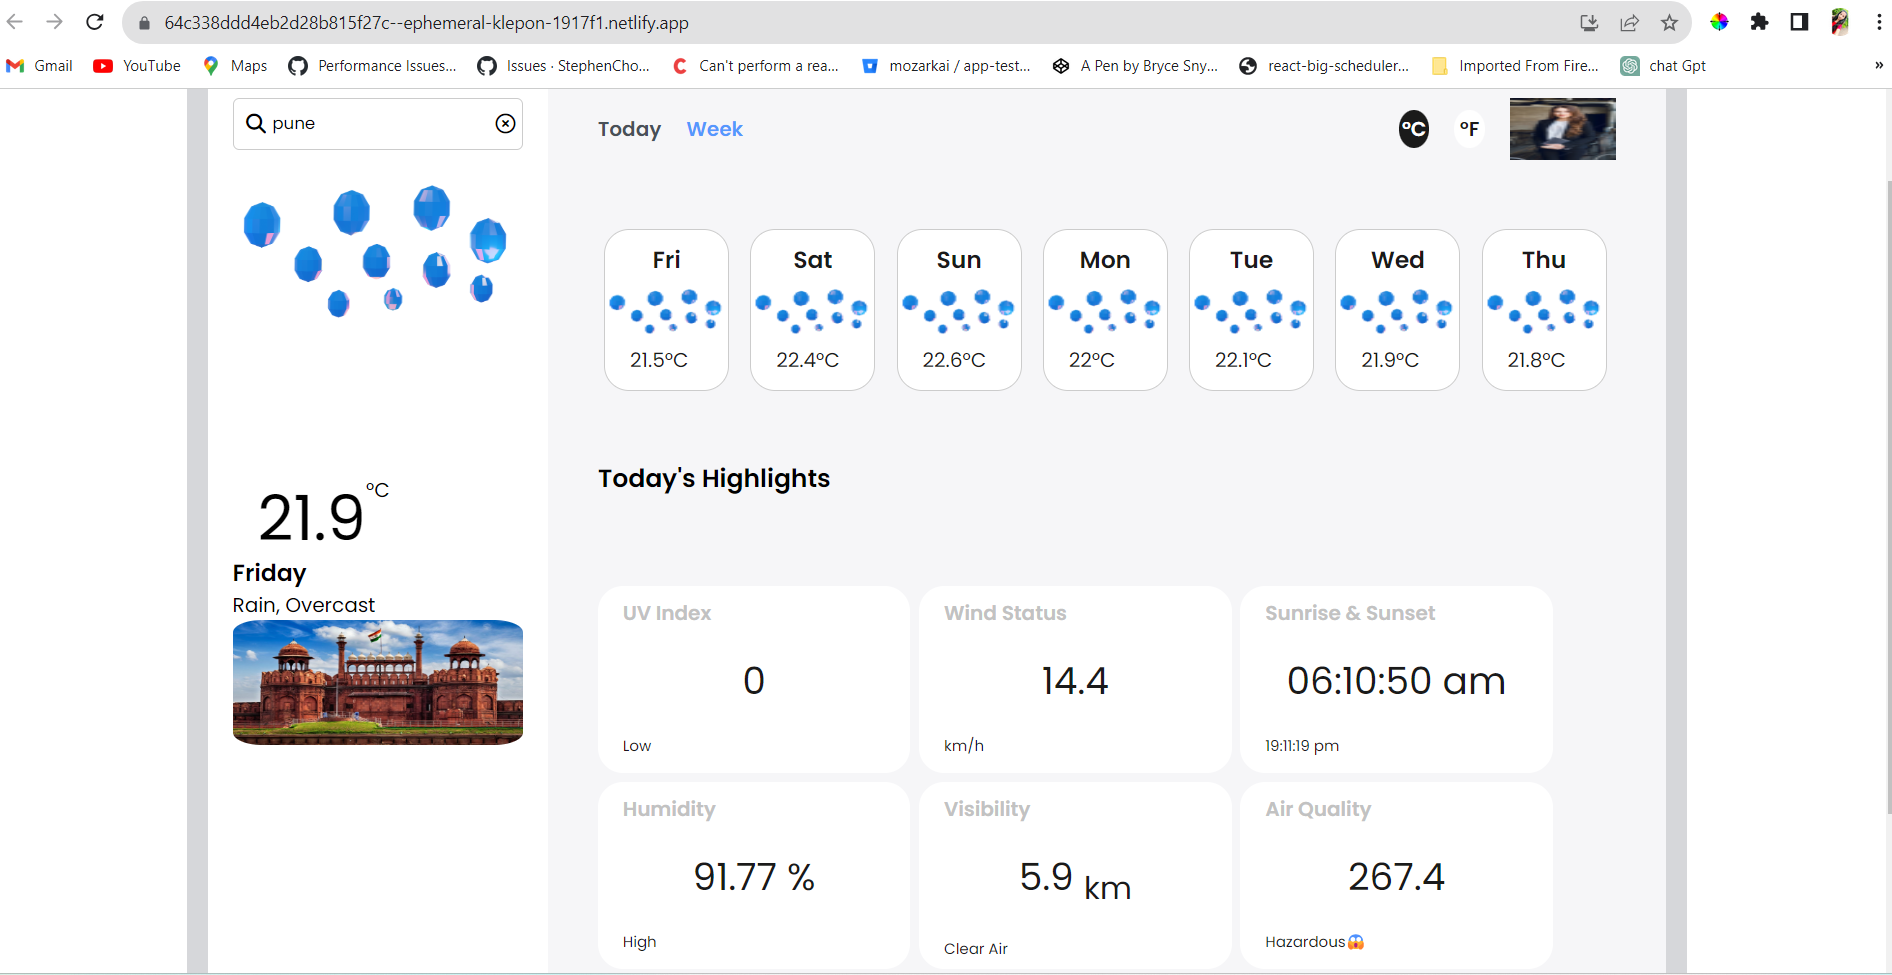 64c338ddd4eb2d28b815f27c--ephemeral-klepon-1917f1.netlify.app
Gmail YouTube Maps Performance Issues... Issues · StephenCho... Can't perform a rea... mozarkai / app-test... A Pen by Bryce Sny... react-big-scheduler... Imported From Fire... chat Gpt »
pune
Today Week °C °F
Fri Sat Sun Mon Tue Wed Thu
21.5°C 22.4°C 22.6°C 22°C 22.1°C 21.9°C 21.8°C
Today's Highlights
21.9 °C
Friday
Rain, Overcast
UV Index Wind Status Sunrise & Sunset
0 14.4 06:10:50 am
Low km/h 19:11:19 pm
Humidity Visibility Air Quality
91.77 % 5.9 km 267.4
High Clear Air Hazardous😱